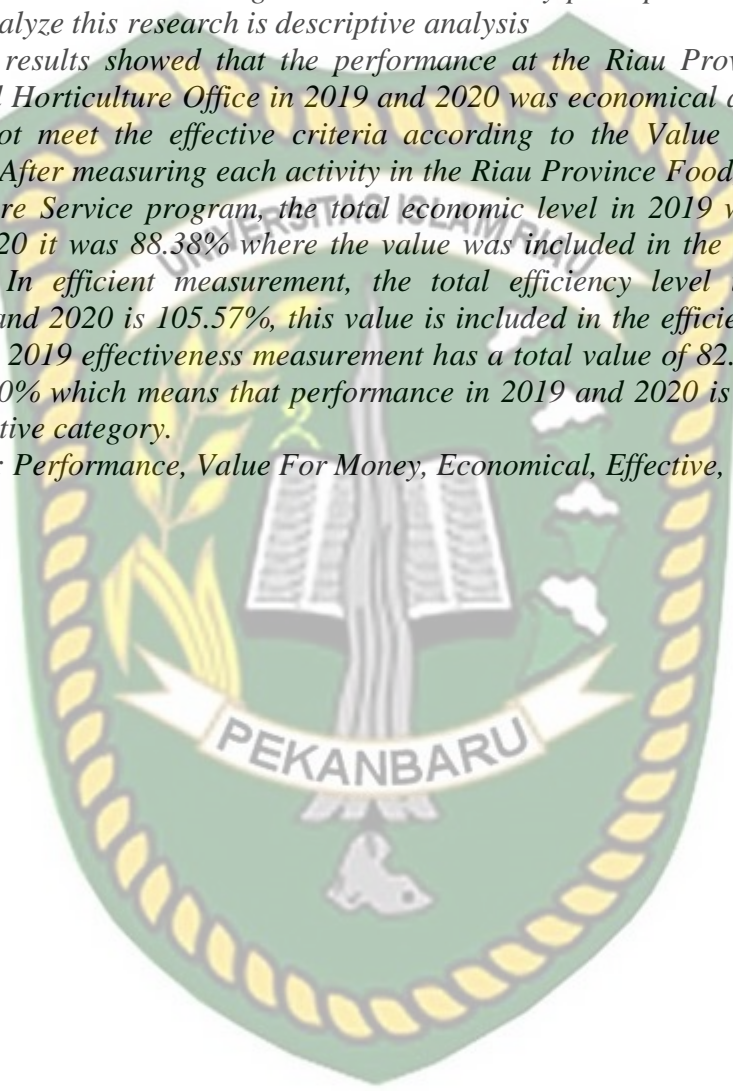 alyze this research is descriptive analysis
results showed that the performance at the Riau Prov
Horticulture Office in 2019 and 2020 was economical
ot meet the effective criteria according to the Value
After measuring each activity in the Riau Province Food
re Service program, the total economic level in 2019
20 it was 88.38% where the value was included in the
In efficient measurement, the total efficiency level
and 2020 is 105.57%, this value is included in the efficie
2019 effectiveness measurement has a total value of 82.
0% which means that performance in 2019 and 2020 is
tive category.
: Performance, Value For Money, Economical, Effective,
UNIVERSITAS ISLAM RIAU
PEKANBARU